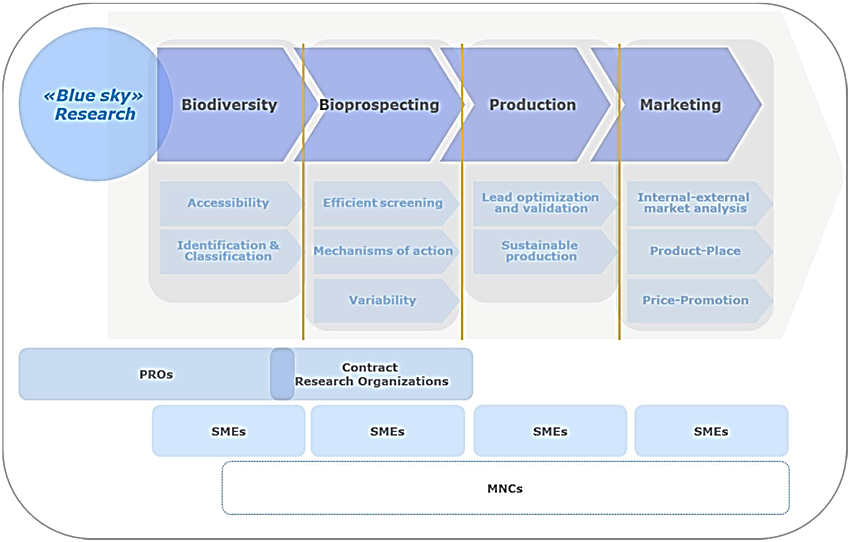 «Blue sky»
Research
Biodiversity
Bioprospecting
Production
Marketing
Accessibility
Identification &
Classification
Efficient screening
Mechanisms of action
Variability
Lead optimization
and validation
Sustainable
production
Internal-external
market analysis
Product-Place
Price-Promotion
PROs
Contract
Research Organizations
SMEs
SMEs
SMEs
SMEs
MNCs